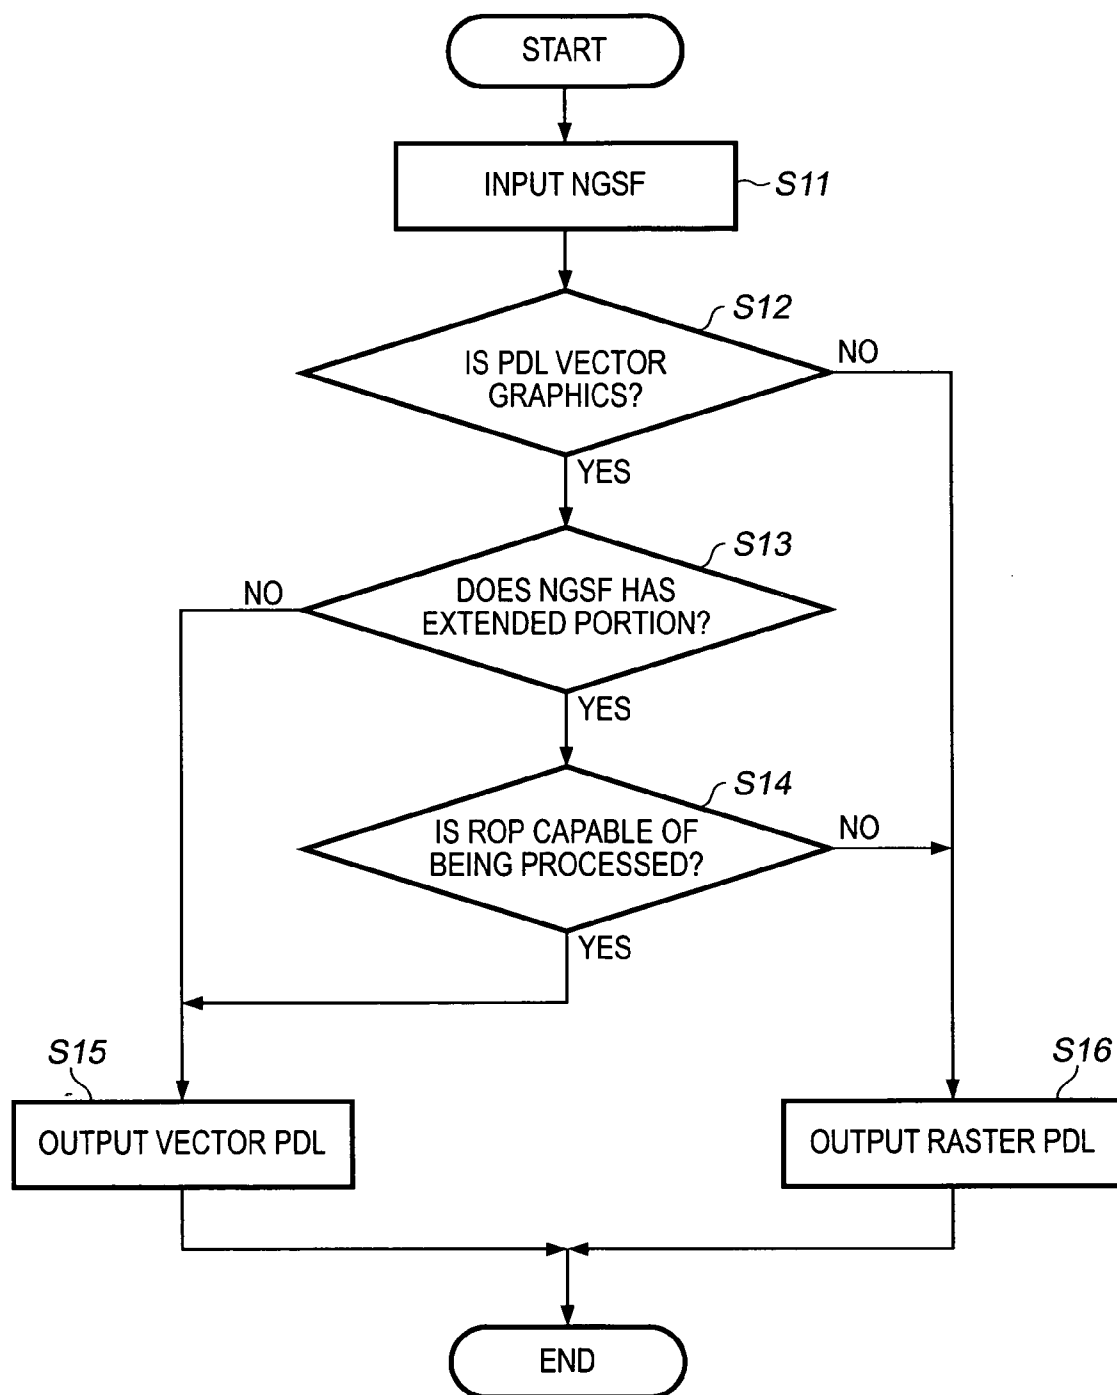 START
INPUT NGSF
S11
S12
IS PDL VECTOR
GRAPHICS?
NO
YES
S13
DOES NGSF HAS
EXTENDED PORTION?
NO
YES
S14
IS ROP CAPABLE OF
BEING PROCESSED?
NO
YES
S15
OUTPUT VECTOR PDL
S16
OUTPUT RASTER PDL
END